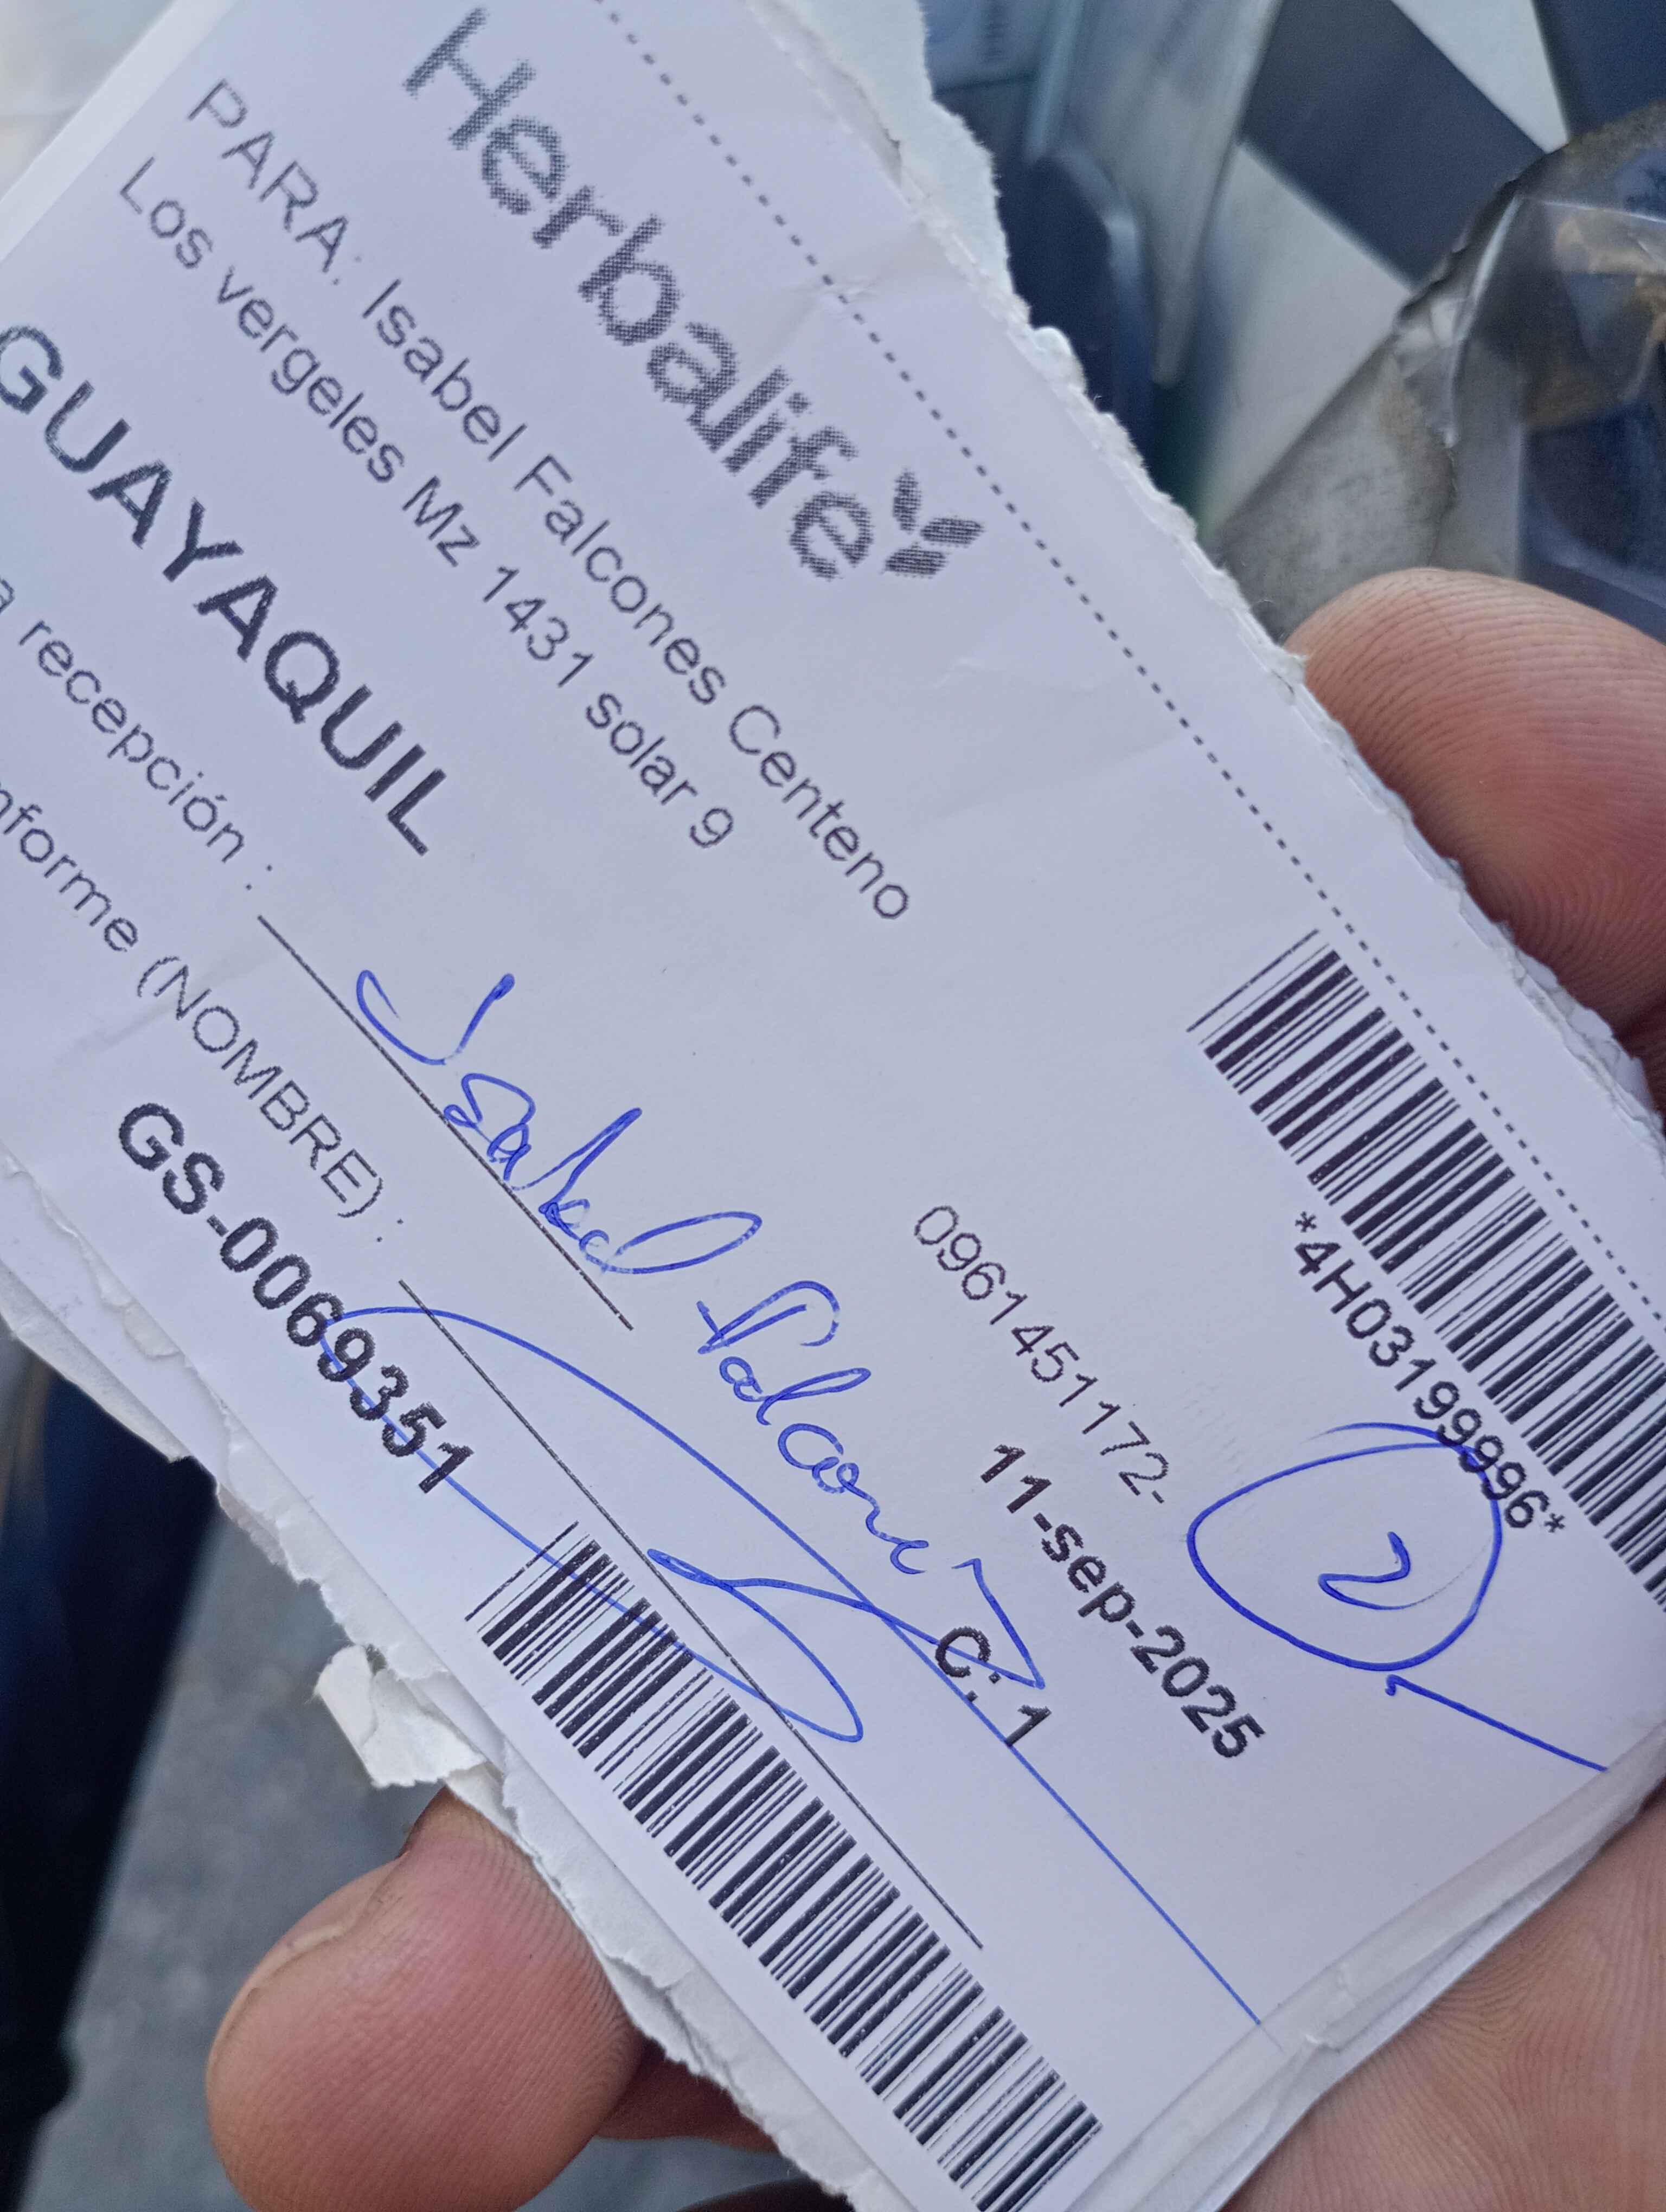 Herbalife
*4H03199996*
PARA: Isabel Falcones Centeno
Los vergeles Mz 1431 solar 9
0961451172-
2
GUAYAQUIL
11-sep-2025
a recepción :
Isabel Falcones
C: 1
nforme (NOMBRE) :
GS-0069351